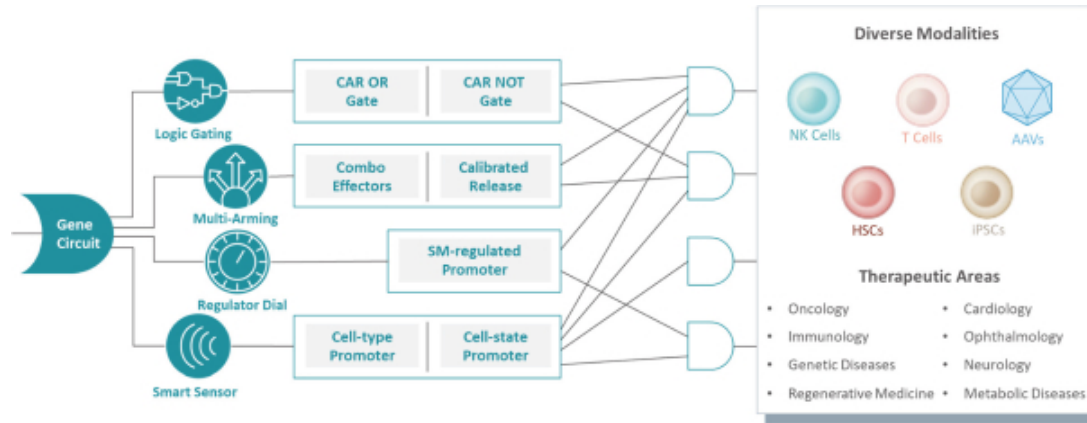 Gene
Circuit
Logic Gating
Multi-Arming
Regulator Dial
Smart Sensor
CAR OR
Gate
CAR NOT
Gate
Combo
Effectors
Calibrated
Release
SM-regulated
Promoter
Cell-type
Promoter
Cell-state
Promoter
Diverse Modalities
NK Cells
T Cells
AAVs
HSCs
iPSCs
Therapeutic Areas
• Oncology
• Immunology
• Genetic Diseases
• Regenerative Medicine
• Cardiology
• Ophthalmology
• Neurology
• Metabolic Diseases